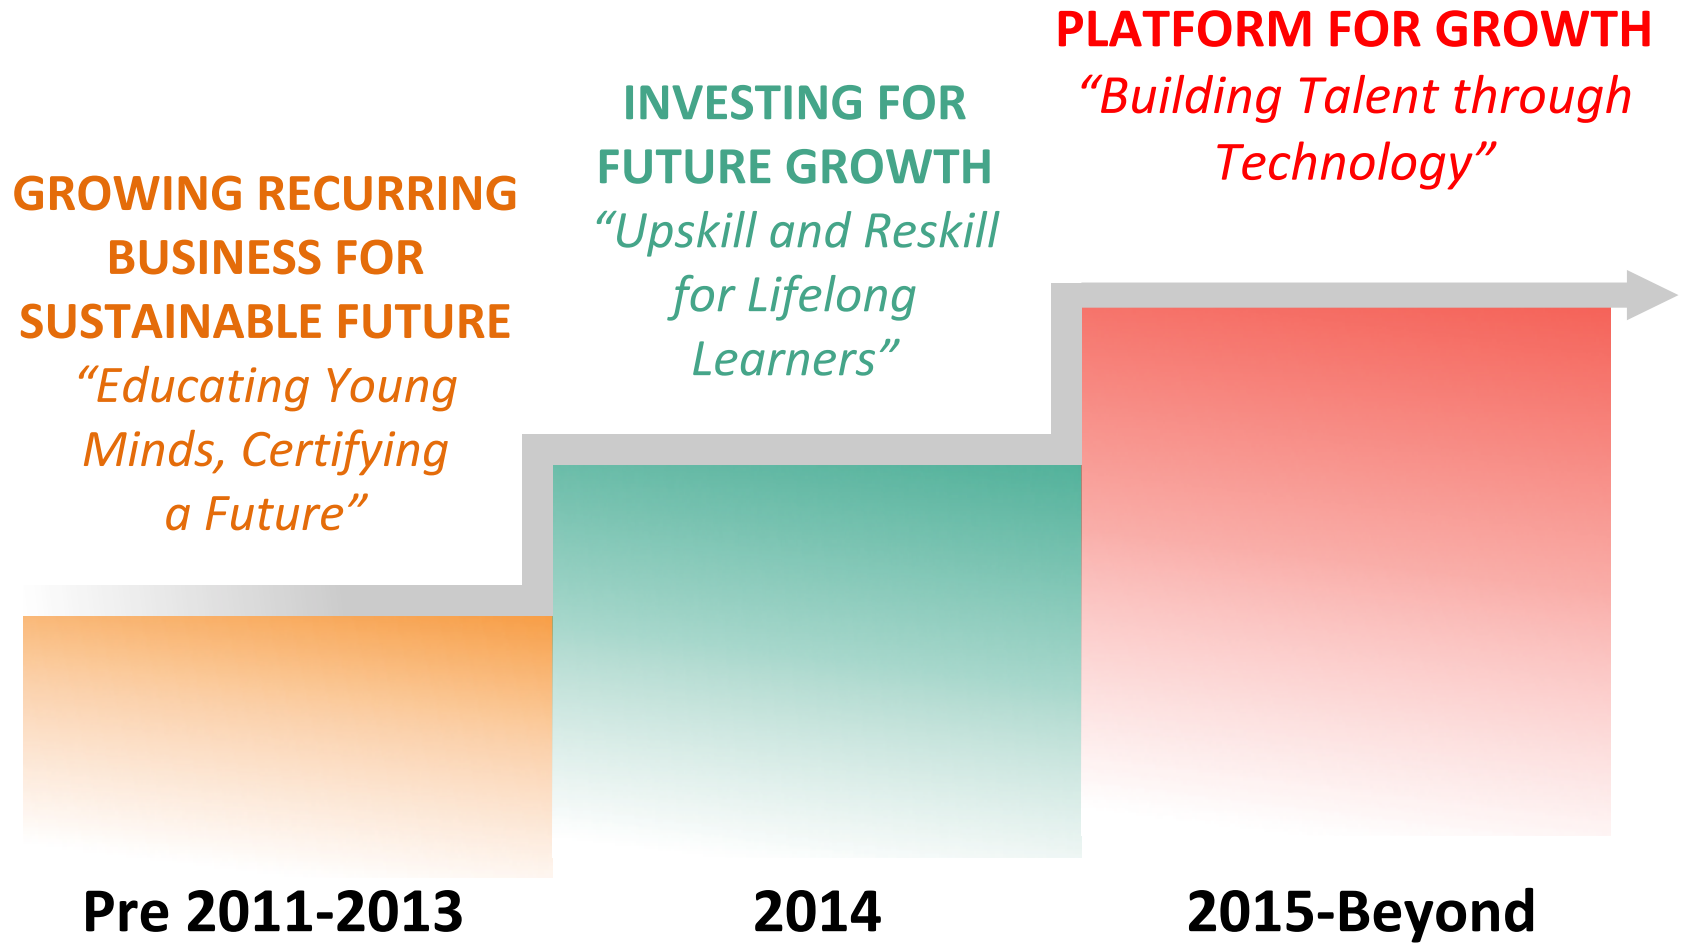 GROWING RECURRING
BUSINESS FOR
SUSTAINABLE FUTURE
“Educating Young
Minds, Certifying
a Future”
INVESTING FOR
FUTURE GROWTH
“Upskill and Reskill
for Lifelong
Learners”
PLATFORM FOR GROWTH
“Building Talent through
Technology”
Pre 2011-2013
2014
2015-Beyond